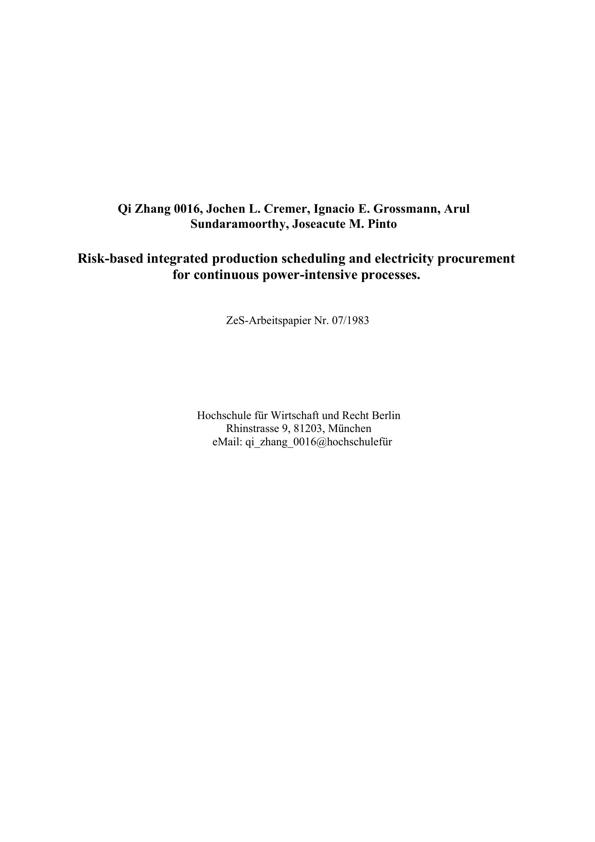 Qi Zhang 0016, Jochen L. Cremer, Ignacio E. Grossmann, Arul
Sundaramoorthy, Joseacute M. Pinto
Risk-based integrated production scheduling and electricity procurement
for continuous power-intensive processes.
ZeS-Arbeitspapier Nr. 07/1983
Hochschule für Wirtschaft und Recht Berlin
Rhinstrasse 9, 81203, München
eMail: qi_zhang_0016@hochschulefür